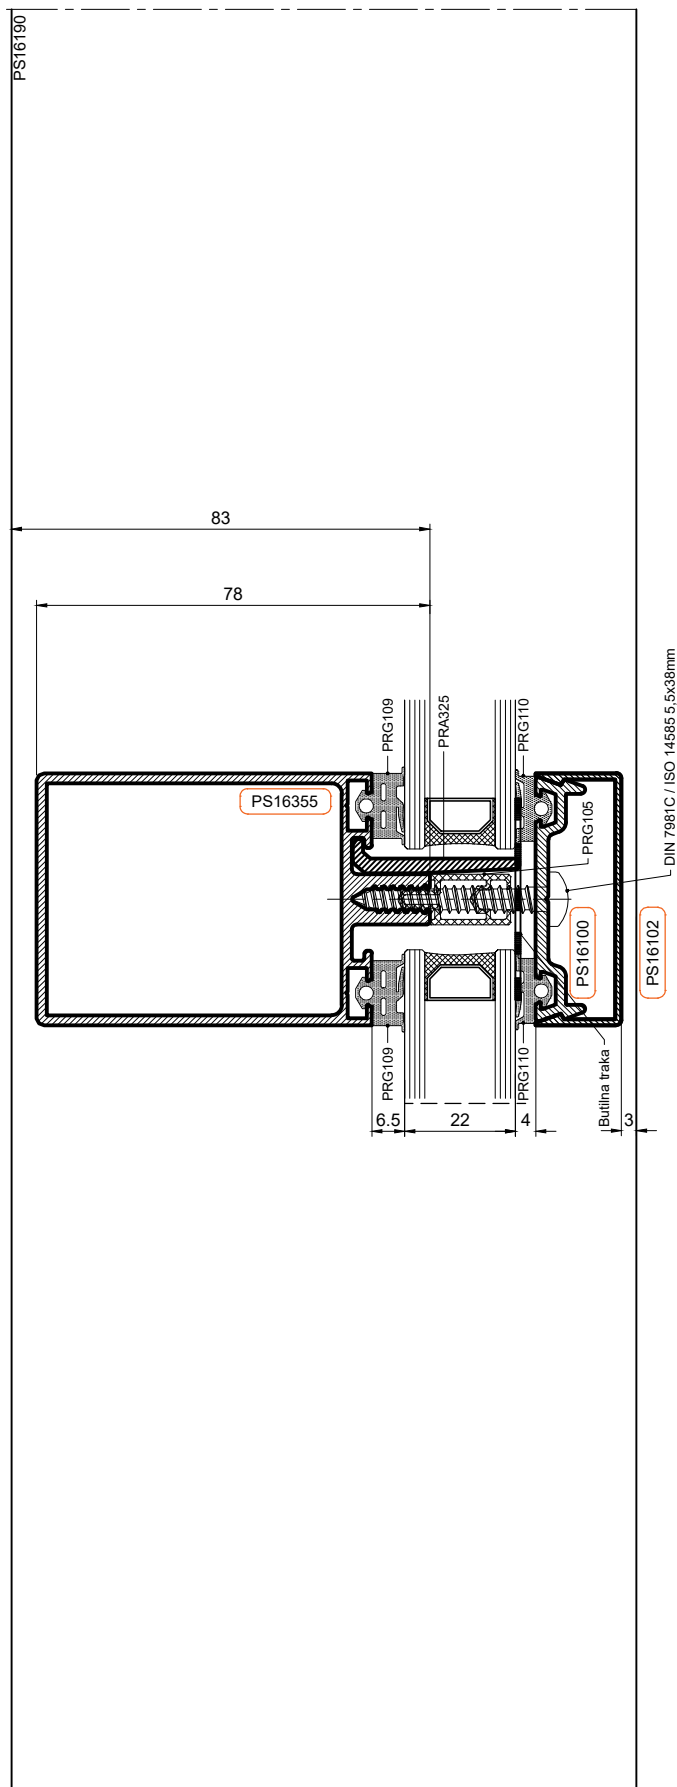 PS16190
83
78
PRG109
PRA325
PRG110
DIN 7981C / ISO 14585 5,5x38mm
PS16355
PRG105
PS16100
PS16102
PRG109
PRG110
Butilna traka
6.5
22
4
3